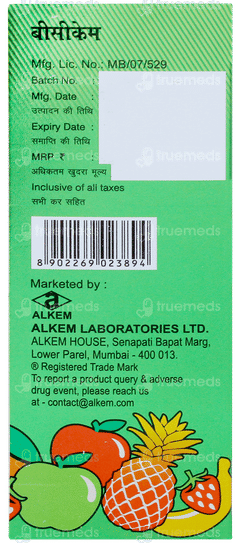 बीसीकेम
Mfg. Lic. No.: MB/07/529
Batch No. :
Mfg. Date :
उत्पादन की तिथि
Expiry Date :
समाप्ति की तिथि
MRP ₹
अधिकतम खुदरा मूल्य
Inclusive of all taxes
सभी कर सहित
8 902269 023894
Marketed by :
a
ALKEM
ALKEM LABORATORIES LTD.
ALKEM HOUSE, Senapati Bapat Marg,
Lower Parel, Mumbai - 400 013.
® Registered Trade Mark
To report a product query & adverse
drug event, please reach us
at - contact@alkem.com
truemeds